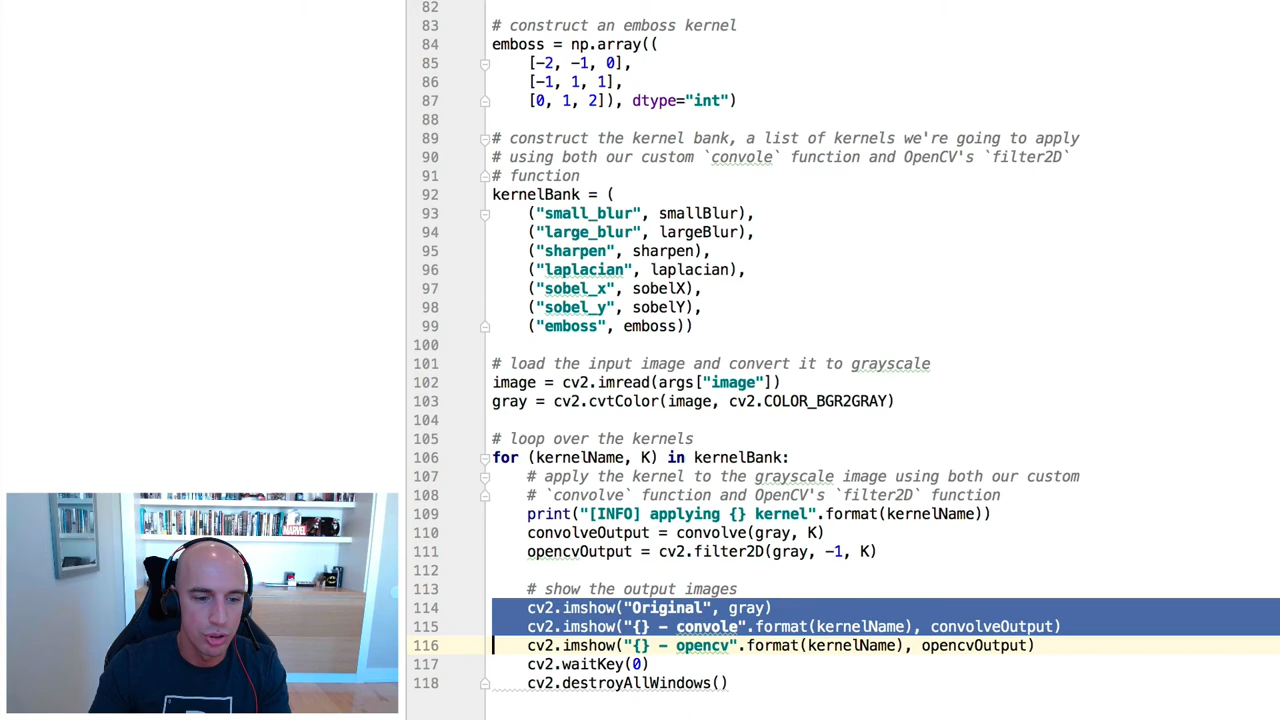 82
83 # construct an emboss kernel
84 emboss = np.array((
85 [-2, -1, 0],
86 [-1, 1, 1],
87 [0, 1, 2]), dtype="int")
88
89 # construct the kernel bank, a list of kernels we're going to apply
90 # using both our custom `convole` function and OpenCV's `filter2D`
91 # function
92 kernelBank = (
93 ("small_blur", smallBlur),
94 ("large_blur", largeBlur),
95 ("sharpen", sharpen),
96 ("laplacian", laplacian),
97 ("sobel_x", sobelX),
98 ("sobel_y", sobelY),
99 ("emboss", emboss))
100
101 # load the input image and convert it to grayscale
102 image = cv2.imread(args["image"])
103 gray = cv2.cvtColor(image, cv2.COLOR_BGR2GRAY)
104
105 # loop over the kernels
106 for (kernelName, K) in kernelBank:
107 # apply the kernel to the grayscale image using both our custom
108 # `convolve` function and OpenCV's `filter2D` function
109 print("[INFO] applying {} kernel".format(kernelName))
110 convolveOutput = convolve(gray, K)
111 opencvOutput = cv2.filter2D(gray, -1, K)
112
113 # show the output images
114 cv2.imshow("Original", gray)
115 cv2.imshow("{} - convole".format(kernelName), convolveOutput)
116 cv2.imshow("{} - opencv".format(kernelName), opencvOutput)
117 cv2.waitKey(0)
118 cv2.destroyAllWindows()
MARVEL